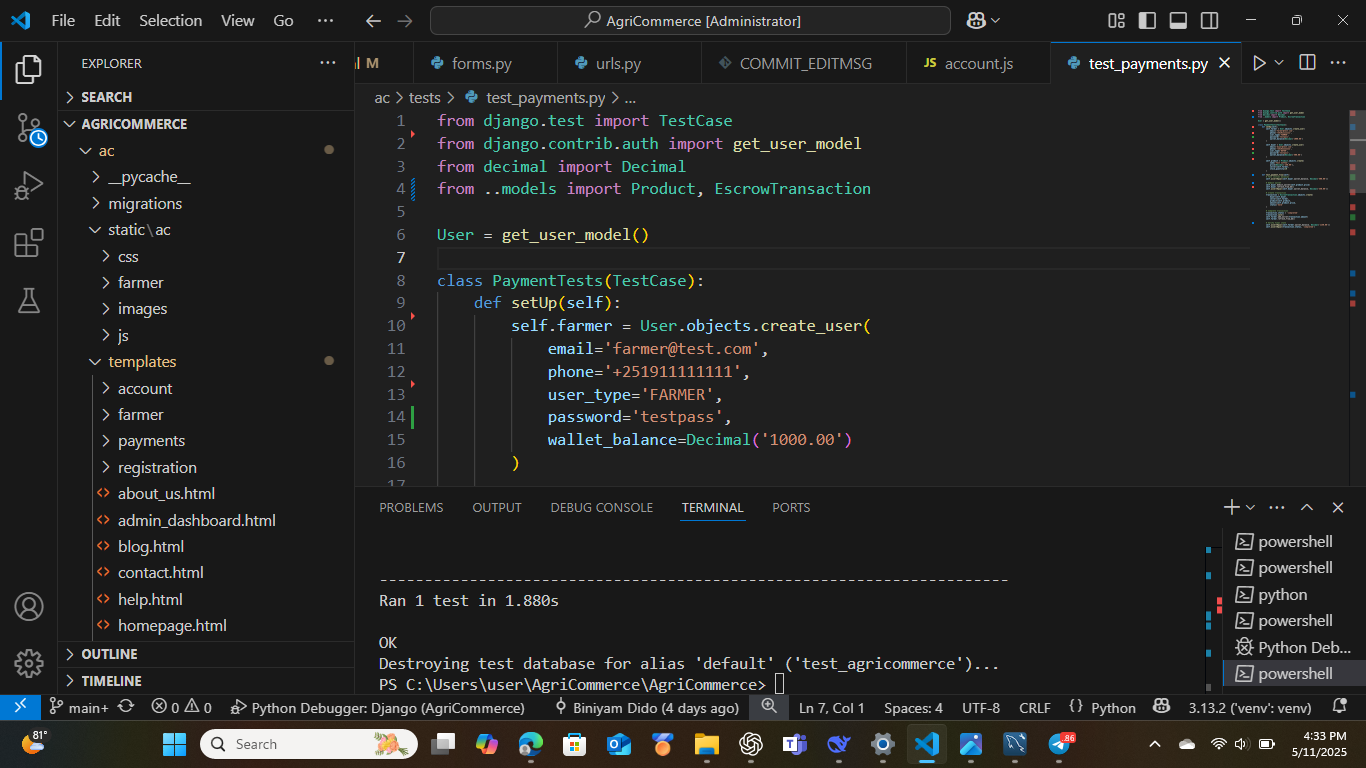 File Edit Selection View Go ··· AgriCommerce [Administrator]
EXPLORER ···
SEARCH
AGRICOMMERCE
ac
__pycache__
migrations
static\ac
css
farmer
images
js
templates
account
farmer
payments
registration
about_us.html
admin_dashboard.html
blog.html
contact.html
help.html
homepage.html
OUTLINE
TIMELINE
al M forms.py urls.py COMMIT_EDITMSG JS account.js test_payments.py ···
ac > tests > test_payments.py > ...
1 from django.test import TestCase
2 from django.contrib.auth import get_user_model
3 from decimal import Decimal
4 from ..models import Product, EscrowTransaction
5
6 User = get_user_model()
7
8 class PaymentTests(TestCase):
9 def setUp(self):
10 self.farmer = User.objects.create_user(
11 email='farmer@test.com',
12 phone='+251911111111',
13 user_type='FARMER',
14 password='testpass',
15 wallet_balance=Decimal('1000.00')
16 )
17
PROBLEMS OUTPUT DEBUG CONSOLE TERMINAL PORTS ···
----------------------------------------------------------------------
Ran 1 test in 1.880s
OK
Destroying test database for alias 'default' ('test_agricommerce')...
PS C:\Users\user\AgriCommerce\AgriCommerce>
powershell
powershell
python
powershell
Python Deb...
powershell
main+ 0 0 Python Debugger: Django (AgriCommerce) Biniyam Dido (4 days ago) Ln 7, Col 1 Spaces: 4 UTF-8 CRLF {} Python 3.13.2 ('venv': venv)
81° Search 86 4:33 PM
5/11/2025